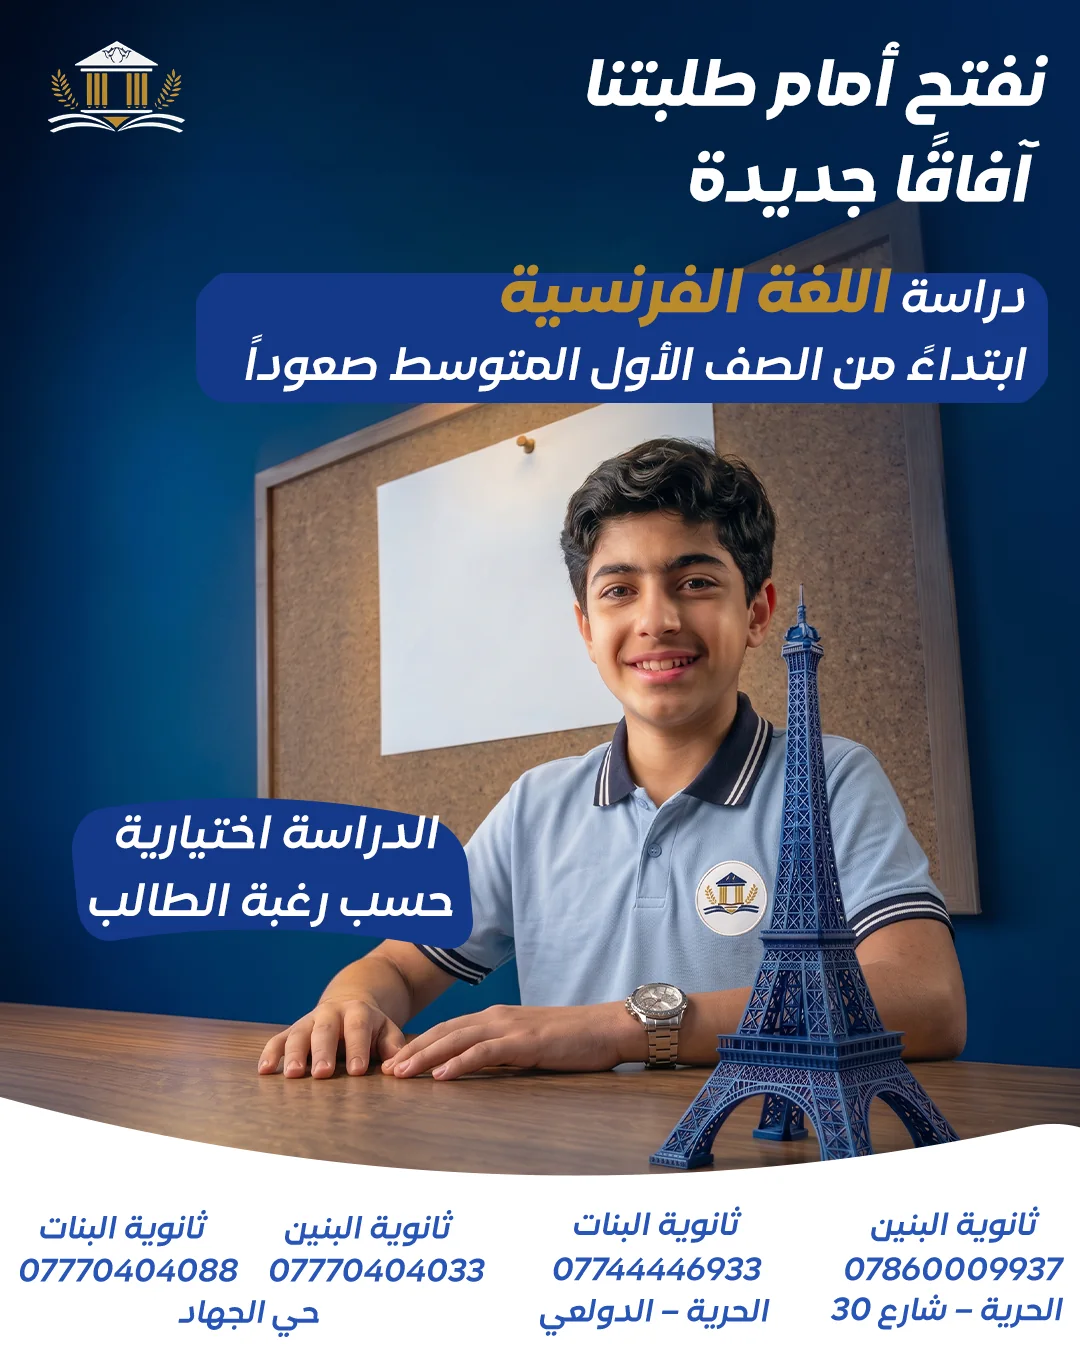 نفتح أمام طلبتنا
آفاقًا جديدة
دراسة اللغة الفرنسية
ابتداءً من الصف الأول المتوسط صعوداً
الدراسة اختيارية
حسب رغبة الطالب
ثانوية البنين
07860009937
الحرية – شارع 30
ثانوية البنات
07744446933
الحرية – الدولعي
ثانوية البنين
07770404033
ثانوية البنات
07770404088
حي الجهاد